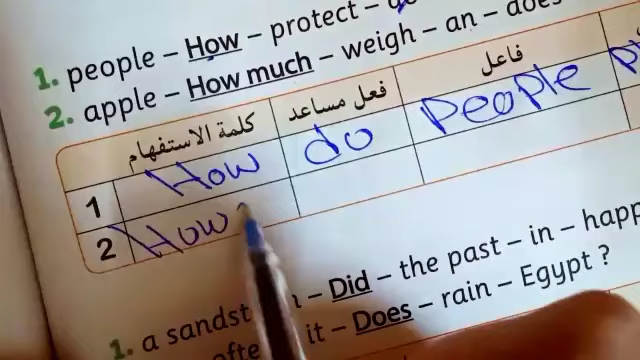 1. people – How – protect – do
2. apple – How much – weigh – an – does
كلمة الاستفهام فعل مساعد فاعل
1 How do people
2 How
1. a sandst – Did – the past – in – happ
ofte it – Does – rain – Egypt ?